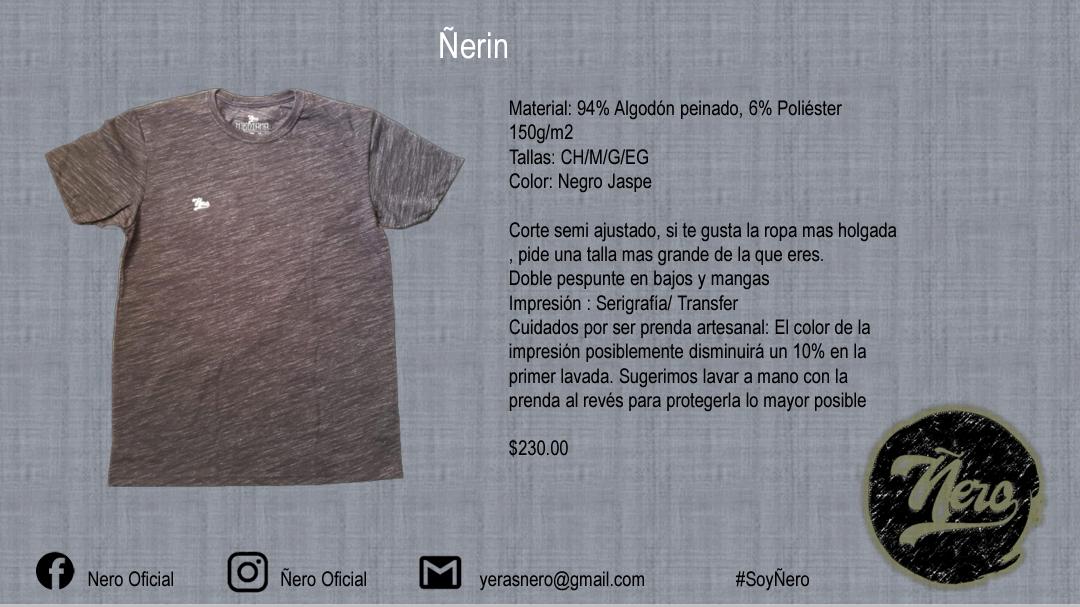 Ñerin
Material: 94% Algodón peinado, 6% Poliéster
150g/m2
Tallas: CH/M/G/EG
Color: Negro Jaspe
Corte semi ajustado, si te gusta la ropa mas holgada
, pide una talla mas grande de la que eres.
Doble pespunte en bajos y mangas
Impresión : Serigrafía/ Transfer
Cuidados por ser prenda artesanal: El color de la
impresión posiblemente disminuirá un 10% en la
primer lavada. Sugerimos lavar a mano con la
prenda al revés para protegerla lo mayor posible
$230.00
Ñero
Ñero
Nero Oficial
Ñero Oficial
yerasnero@gmail.com
#SoyÑero